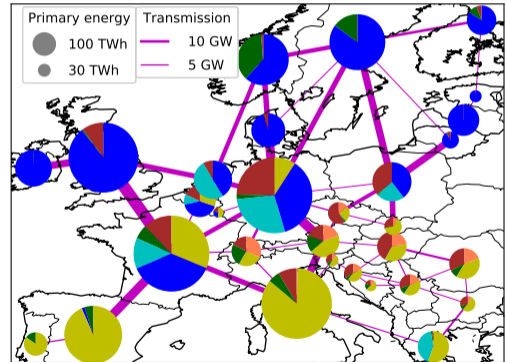 Primary energy
100 TWh
30 TWh
Transmission
10 GW
5 GW